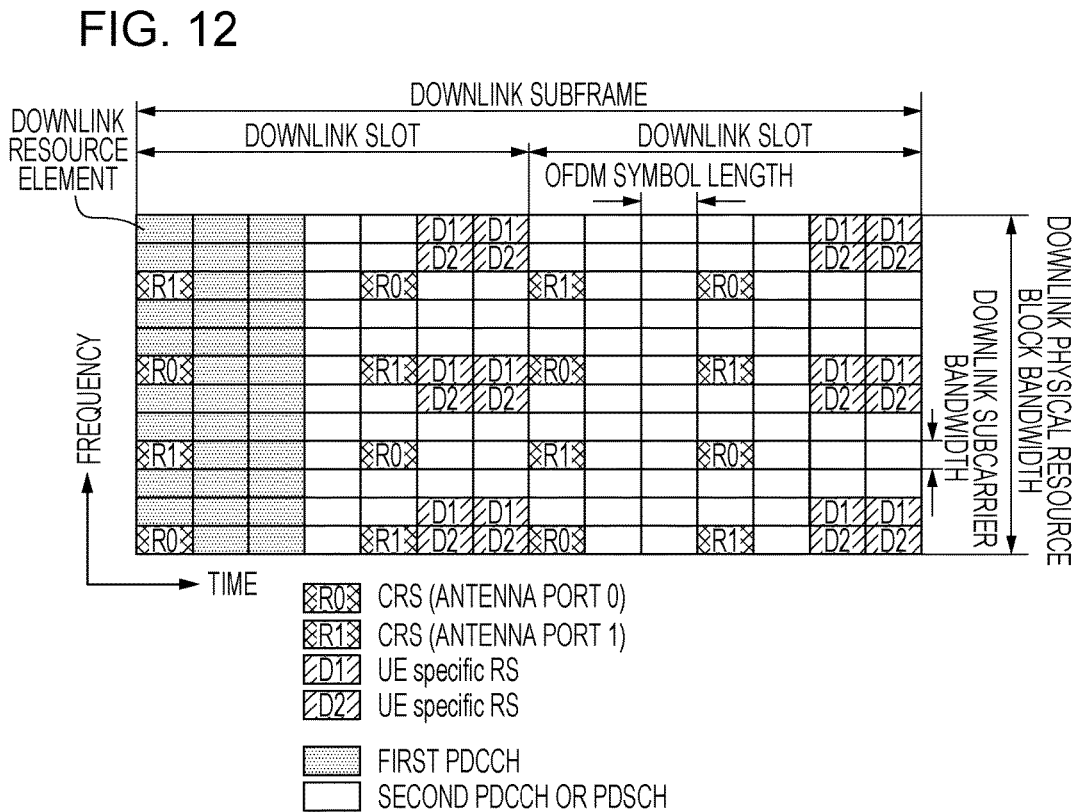 FIG. 12
DOWNLINK SUBFRAME
DOWNLINK
RESOURCE
ELEMENT
DOWNLINK SLOT
DOWNLINK SLOT
OFDM SYMBOL LENGTH
D1 D1 D1 D1
D2 D2 D2 D2
R1 R0 R1 R0
R0 R1 D1 D1 R0 R1 D1 D1
D2 D2 D2 D2
R1 R0 R1 R0
D1 D1 D1 D1
R0 R1 D2 D2 R0 R1 D2 D2
FREQUENCY
TIME
DOWNLINK SUBCARRIER
BANDWIDTH
DOWNLINK PHYSICAL RESOURCE
BLOCK BANDWIDTH
R0 CRS (ANTENNA PORT 0)
R1 CRS (ANTENNA PORT 1)
D1 UE specific RS
D2 UE specific RS
FIRST PDCCH
SECOND PDCCH OR PDSCH